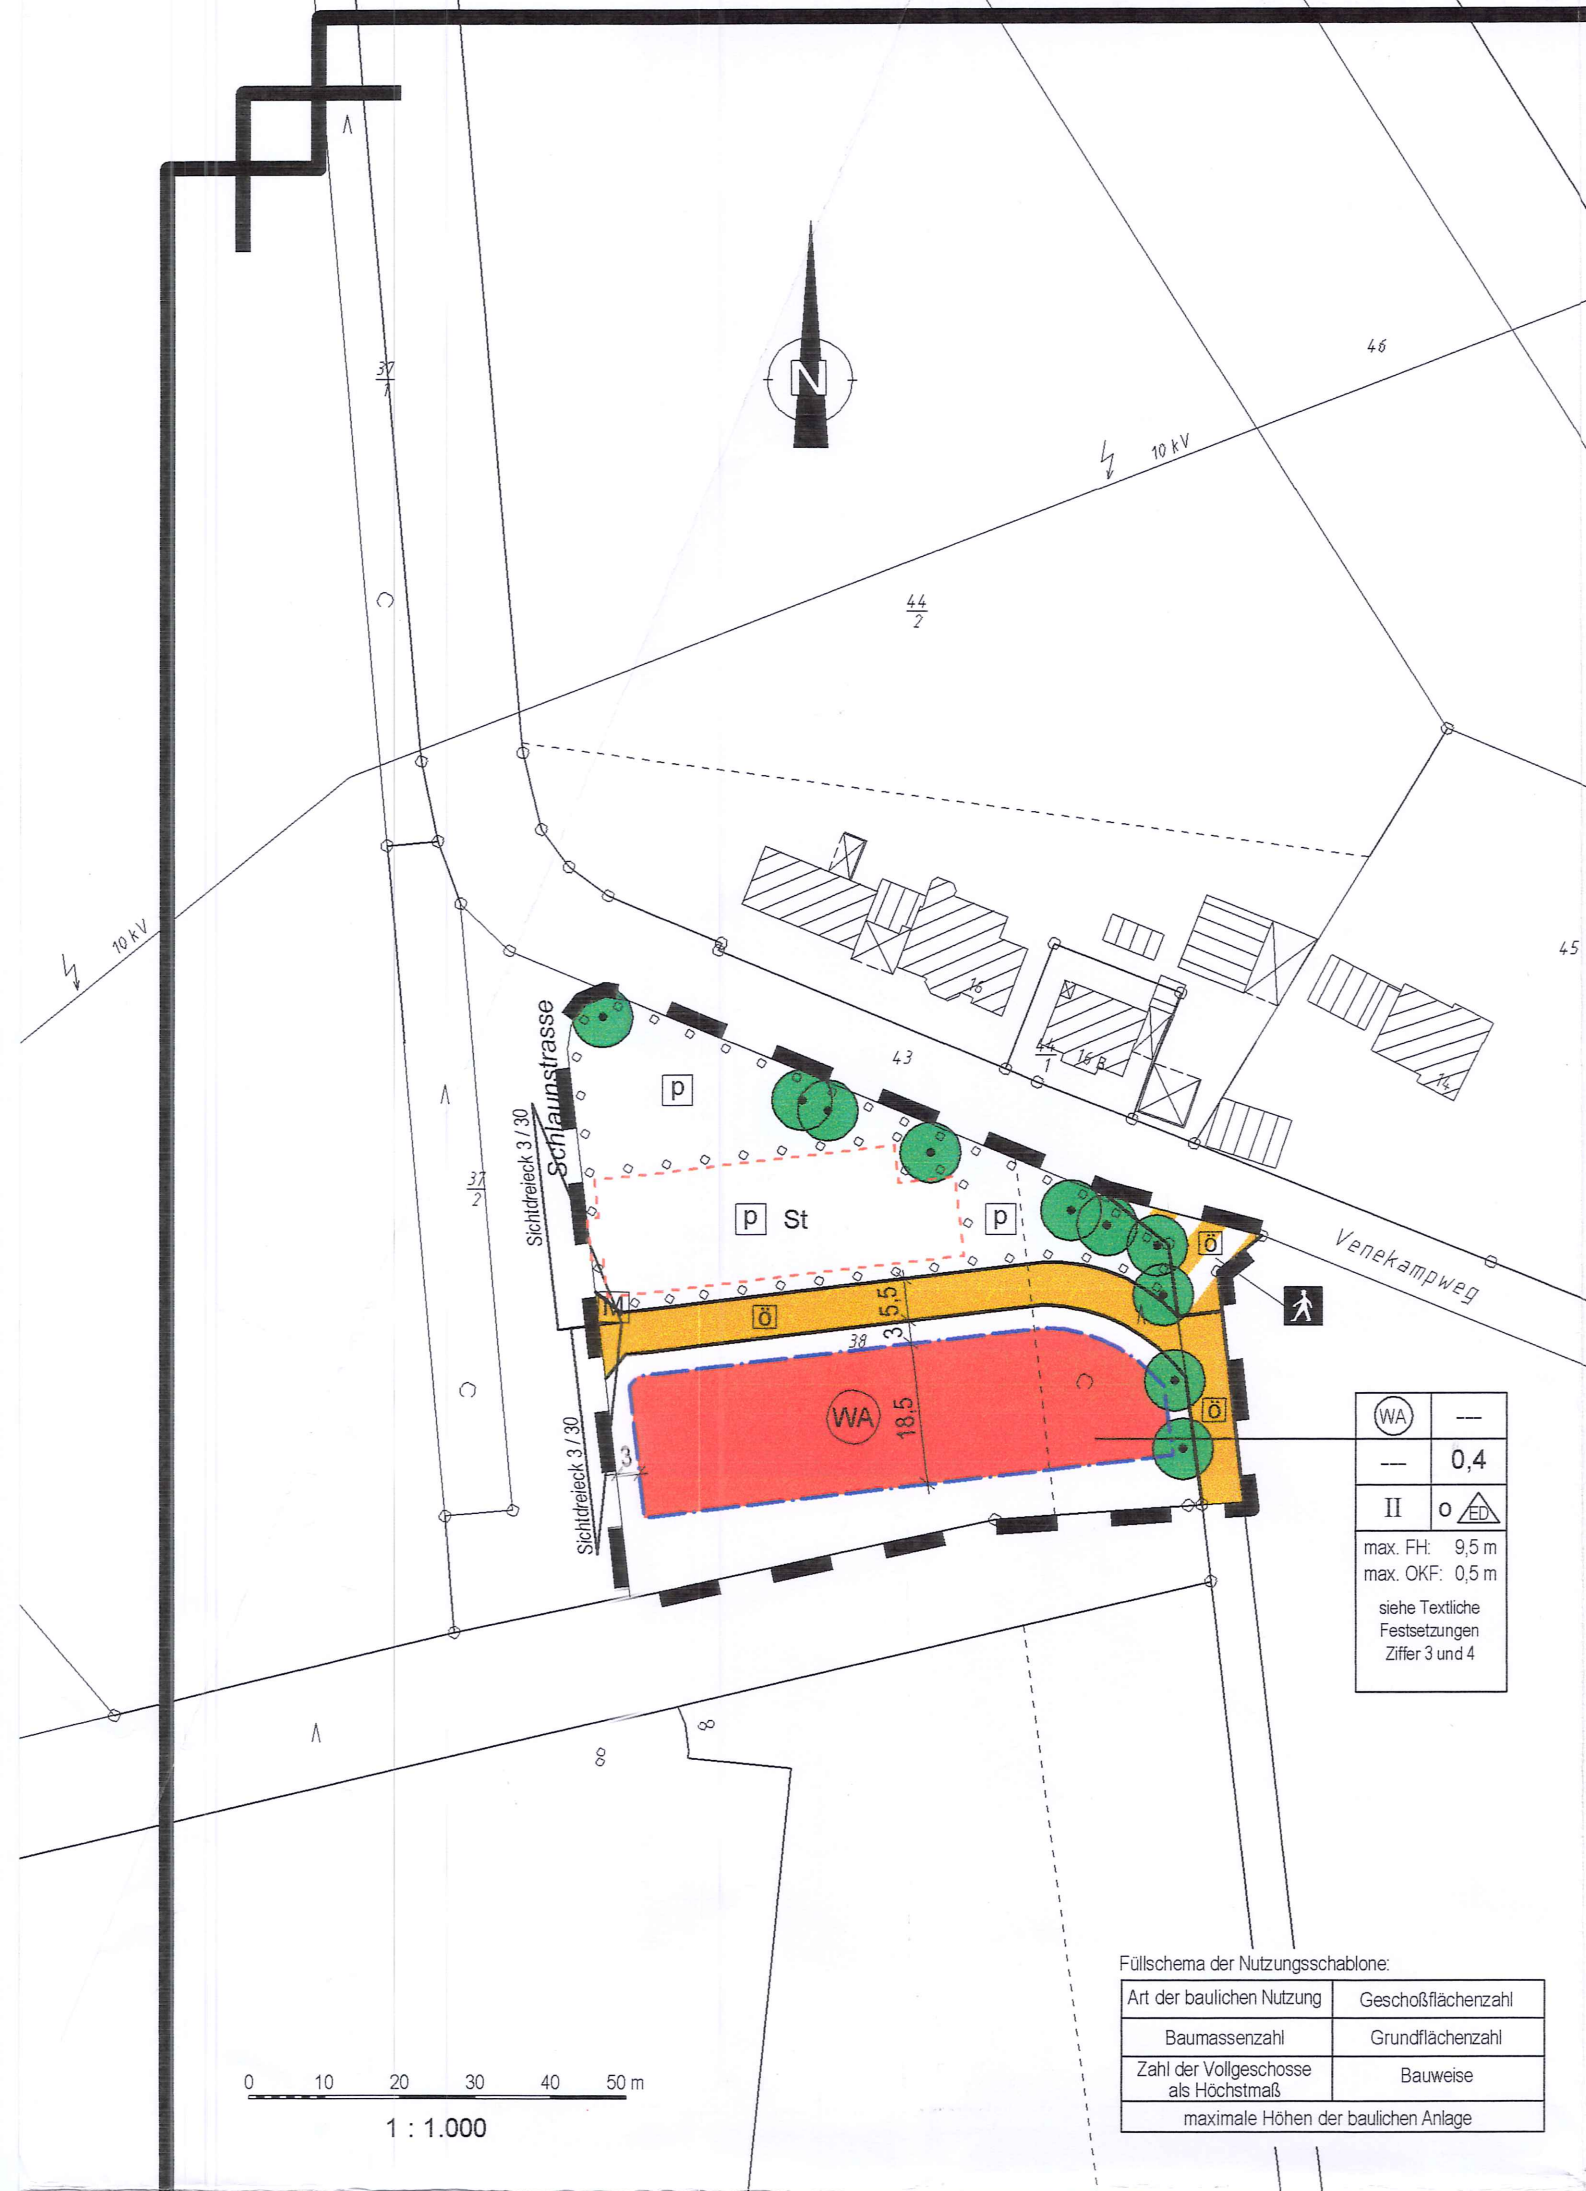 37
1
46
N
10 kV
44
2
10 kV
45
16
43
44
1
16 B
14
Schlaunstrasse
Sichtdreieck 3 / 30
p
37
2
p St
p
ö
Venekampweg
M
ö
5,5
3
38
WA
18,5
ö
3
Sichtdreieck 3 / 30
WA ---
--- 0,4
II o ED
max. FH: 9,5 m
max. OKF: 0,5 m
siehe Textliche
Festsetzungen
Ziffer 3 und 4
Füllschema der Nutzungsschablone:
Art der baulichen Nutzung Geschoßflächenzahl
Baumassenzahl Grundflächenzahl
Zahl der Vollgeschosse
als Höchstmaß
Bauweise
maximale Höhen der baulichen Anlage
0 10 20 30 40 50 m
1 : 1.000